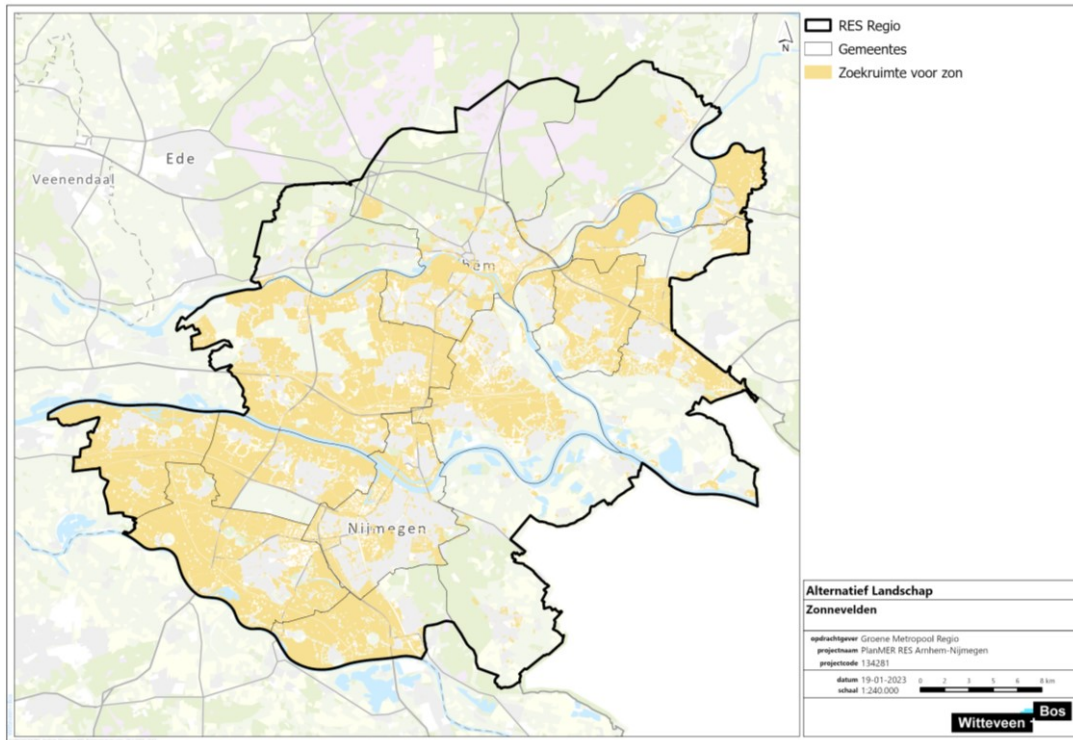 RES Regio
Gemeentes
Zoekruimte voor zon
N
Ede
Veenendaal
hem
Nijmegen
Alternatief Landschap
Zonnevelden
opdrachtgever Groene Metropool Regio
projectnaam PlanMER RES Arnhem-Nijmegen
projectcode 134281
datum 19-01-2023
0 2 4 6 8 km
schaal 1:240.000
Witteveen + Bos